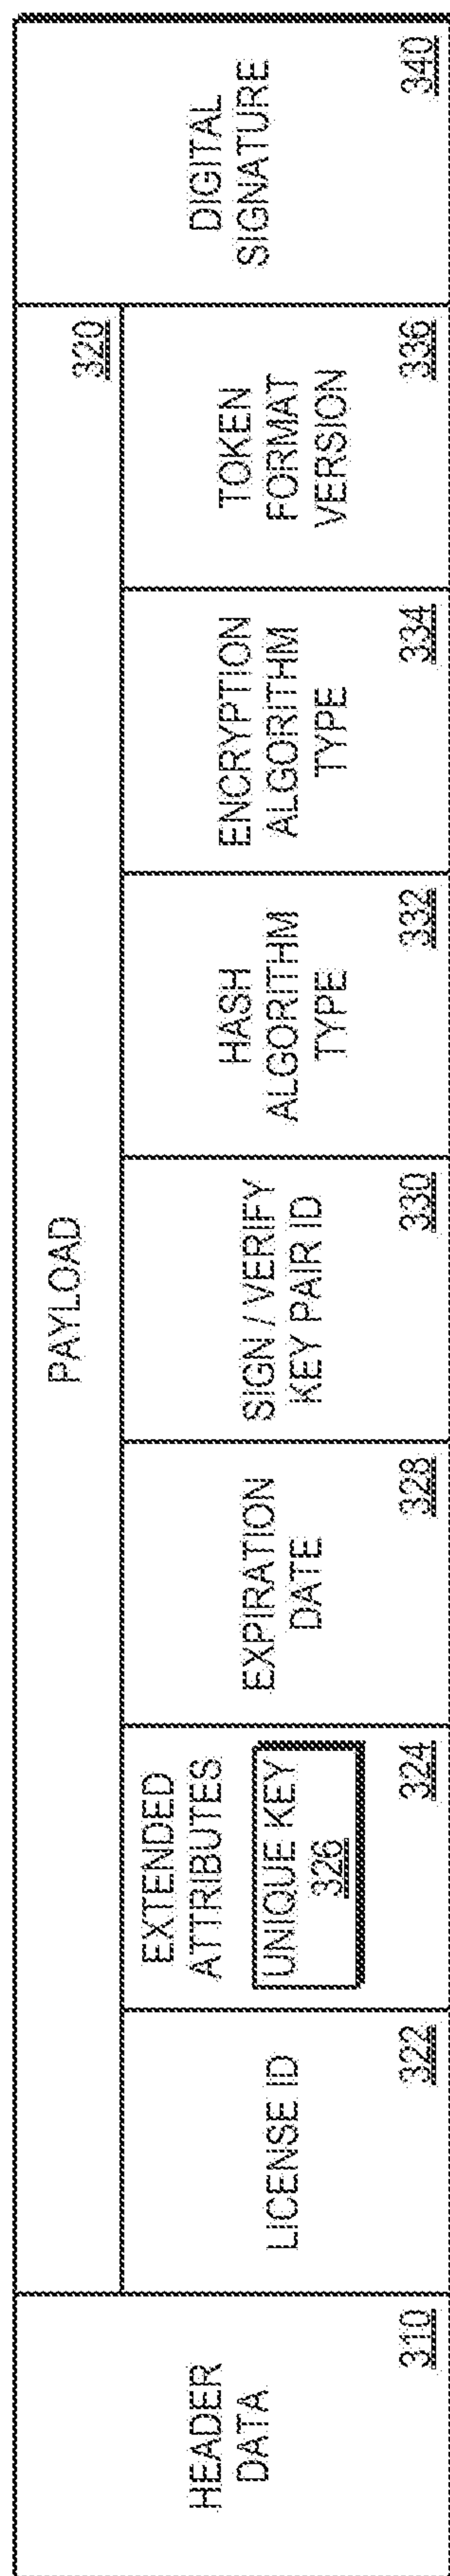 HEADER
DATA
310
PAYLOAD
320
LICENSE ID
322
EXTENDED
ATTRIBUTES
UNIQUE KEY
326
324
EXPIRATION
DATE
328
SIGN / VERIFY
KEY PAIR ID
330
HASH
ALGORITHM
TYPE
332
ENCRYPTION
ALGORITHM
TYPE
334
TOKEN
FORMAT
VERSION
336
DIGITAL
SIGNATURE
340